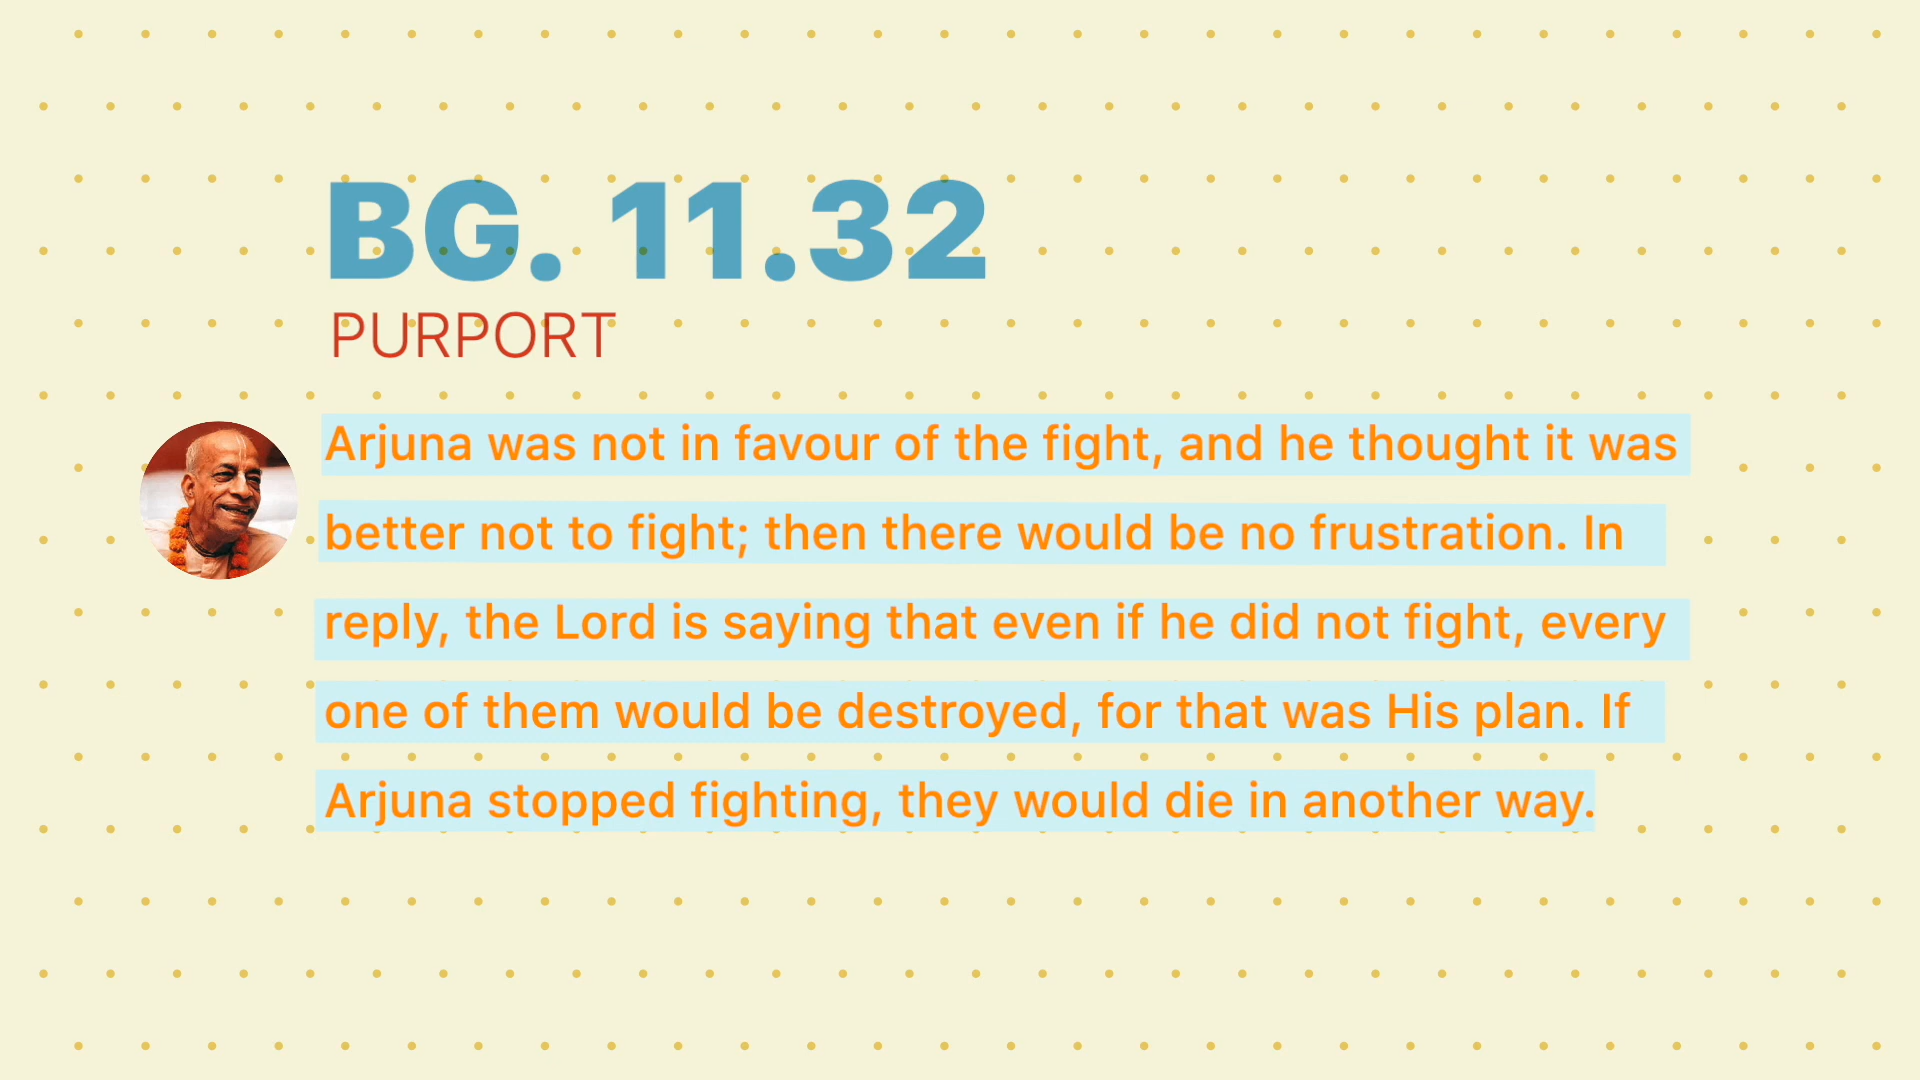 BG. 11.32
PURPORT
Arjuna was not in favour of the fight, and he thought it was
better not to fight; then there would be no frustration. In
reply, the Lord is saying that even if he did not fight, every
one of them would be destroyed, for that was His plan. If
Arjuna stopped fighting, they would die in another way.